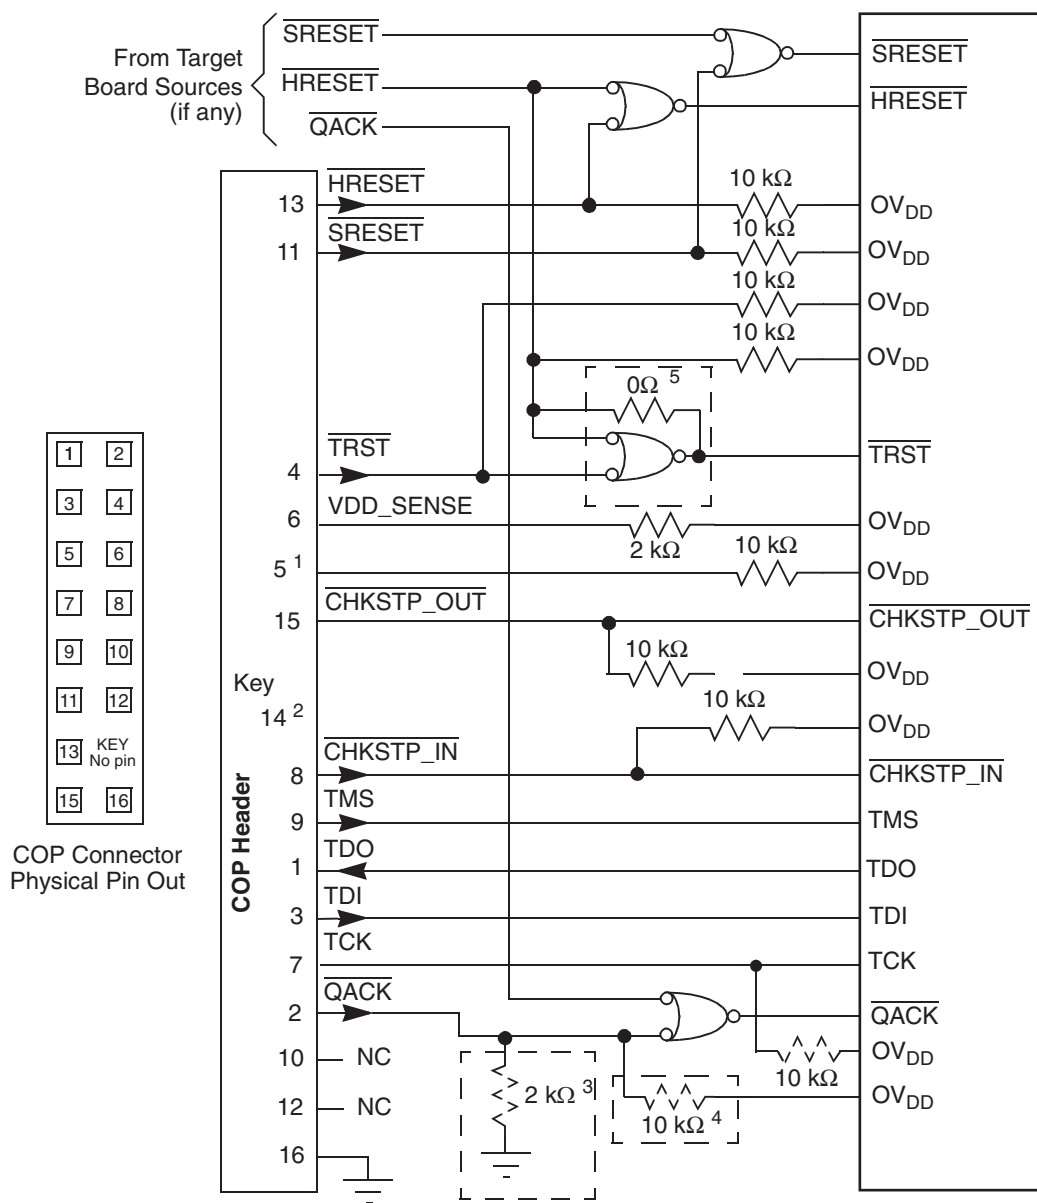 From Target
Board Sources
(if any)
SRESET
HRESET
QACK
SRESET
HRESET
13
HRESET
10 kΩ
OVDD
11
SRESET
10 kΩ
OVDD
10 kΩ
OVDD
10 kΩ
OVDD
0Ω 5
4
TRST
TRST
6
VDD_SENSE
2 kΩ
OVDD
5 1
10 kΩ
OVDD
15
CHKSTP_OUT
CHKSTP_OUT
10 kΩ
OVDD
Key
14 2
10 kΩ
OVDD
8
CHKSTP_IN
CHKSTP_IN
9
TMS
TMS
1
TDO
TDO
3
TDI
TDI
7
TCK
TCK
2
QACK
QACK
10 kΩ
OVDD
10
NC
2 kΩ 3
10 kΩ 4
OVDD
12
NC
16
COP Header
1 2
3 4
5 6
7 8
9 10
11 12
13 KEY
No pin
15 16
COP Connector
Physical Pin Out